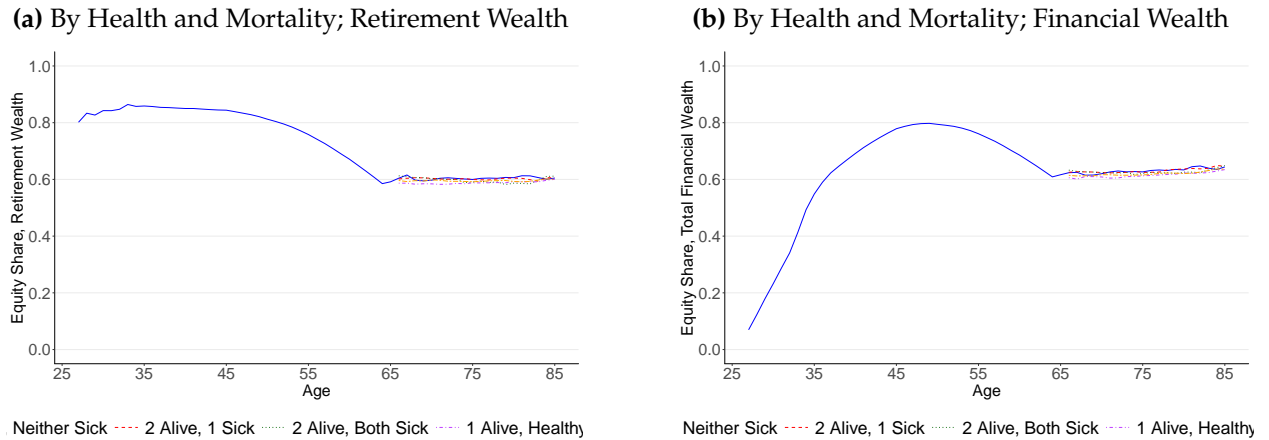 (a) By Health and Mortality; Retirement Wealth
Equity Share, Retirement Wealth
1.0
0.8
0.6
0.4
0.2
0.0
25 35 45 55 65 75 85
Age
Neither Sick 2 Alive, 1 Sick 2 Alive, Both Sick 1 Alive, Healthy
(b) By Health and Mortality; Financial Wealth
Equity Share, Total Financial Wealth
1.0
0.8
0.6
0.4
0.2
0.0
25 35 45 55 65 75 85
Age
Neither Sick 2 Alive, 1 Sick 2 Alive, Both Sick 1 Alive, Healthy